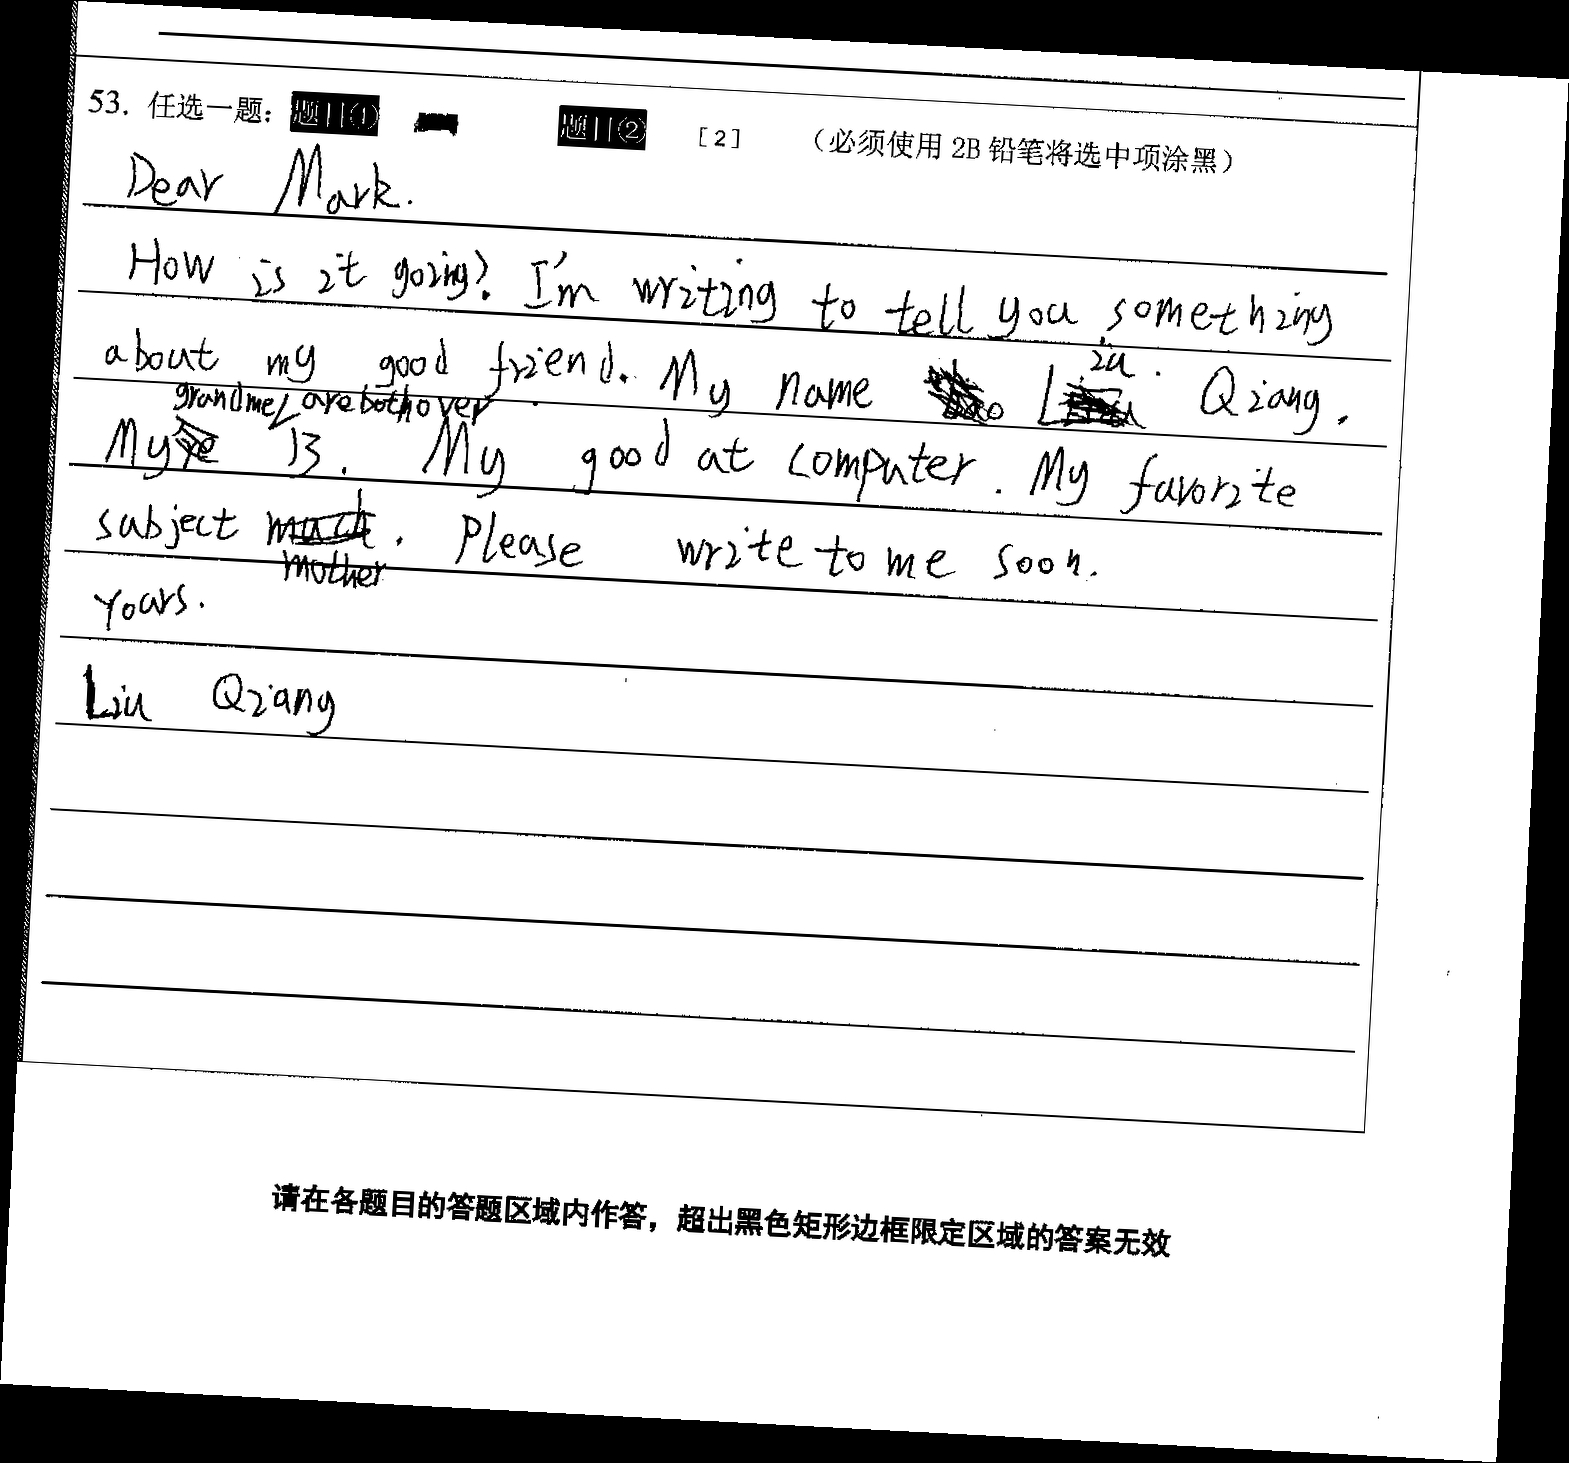 53. 任选一题: 题目① 题目② [2] （必须使用 2B 铅笔将选中项涂黑）
Dear Mark.
How is it going? I'm writing to tell you something
about my good friend. My name Liu Qiang.
grandme are both over
My 13. My good at computer. My favorite
subject . Please write to me soon.
mother
Yours.
Liu Qiang
请在各题目的答题区域内作答，超出黑色矩形边框限定区域的答案无效